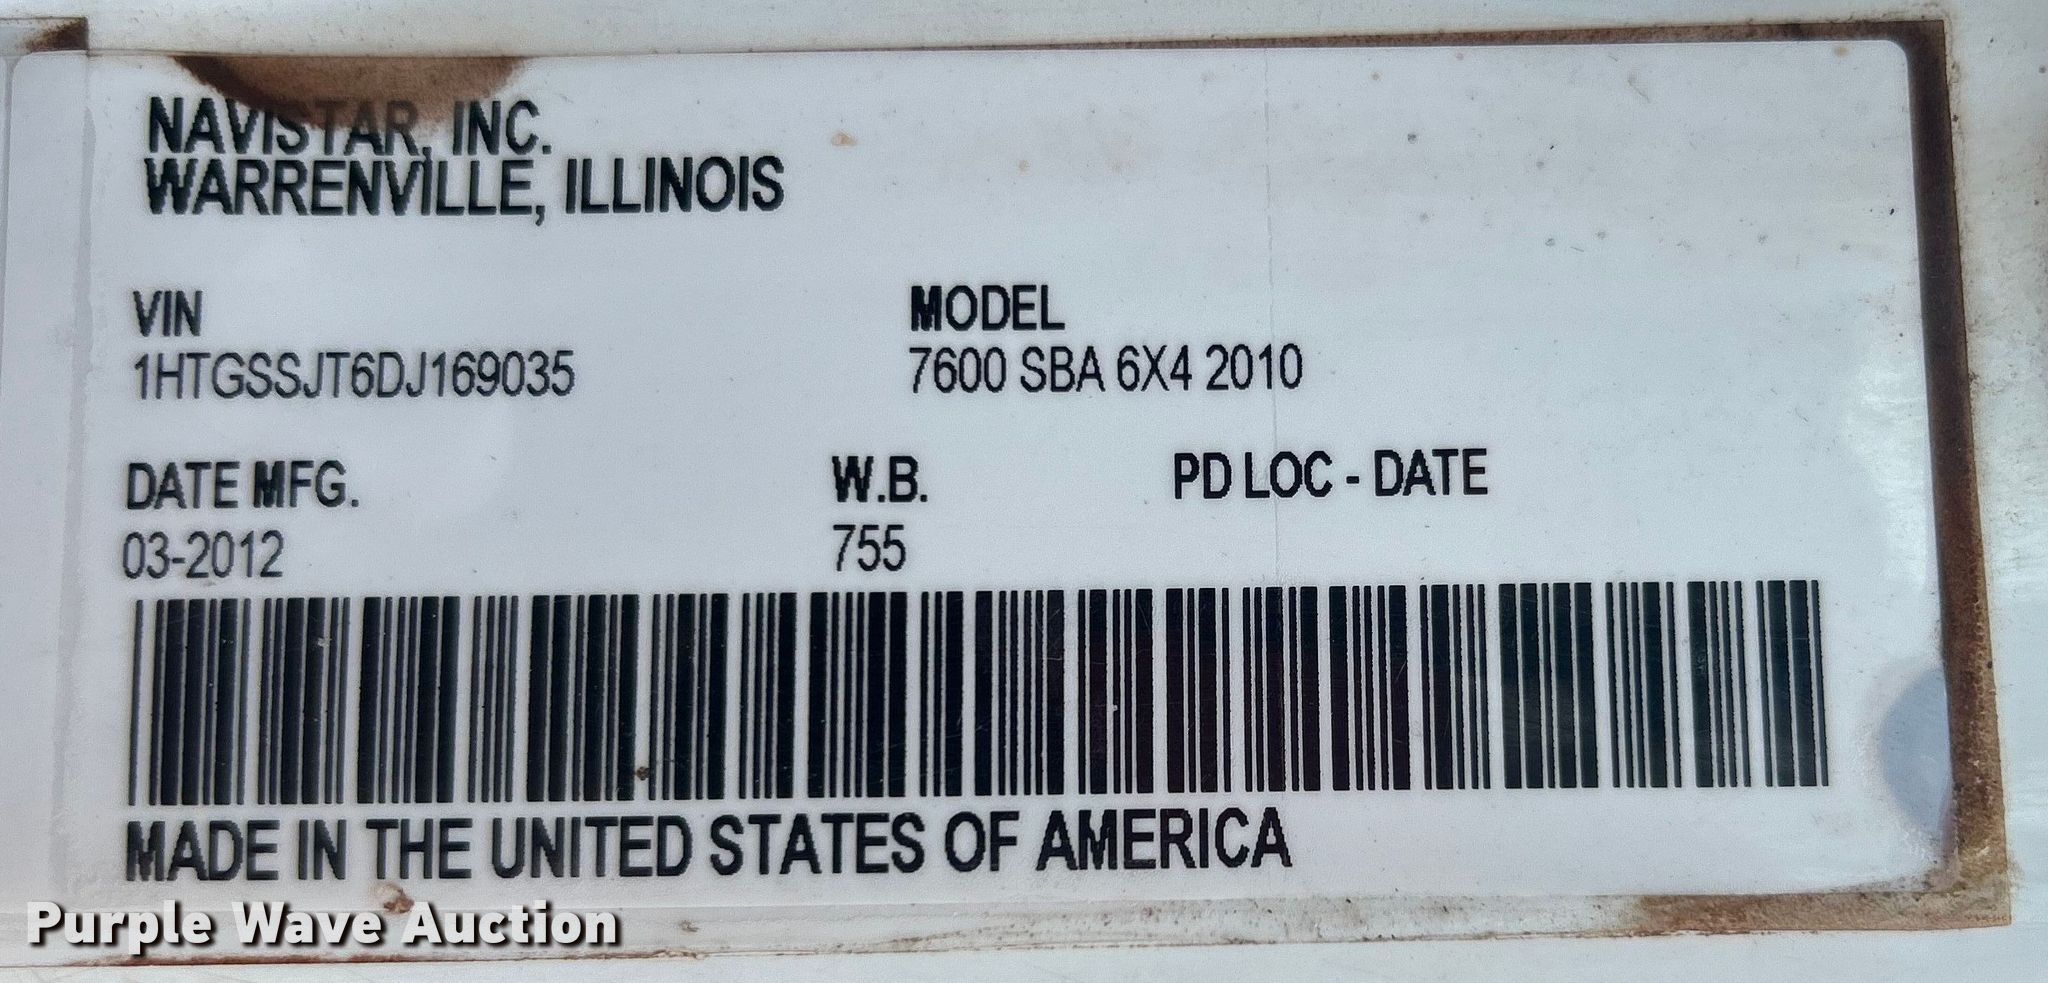 NAVISTAR, INC.
WARRENVILLE, ILLINOIS
VIN
1HTGSSJT6DJ169035
MODEL
7600 SBA 6X4 2010
DATE MFG.
03-2012
W.B.
755
PD LOC - DATE
MADE IN THE UNITED STATES OF AMERICA
Purple Wave Auction